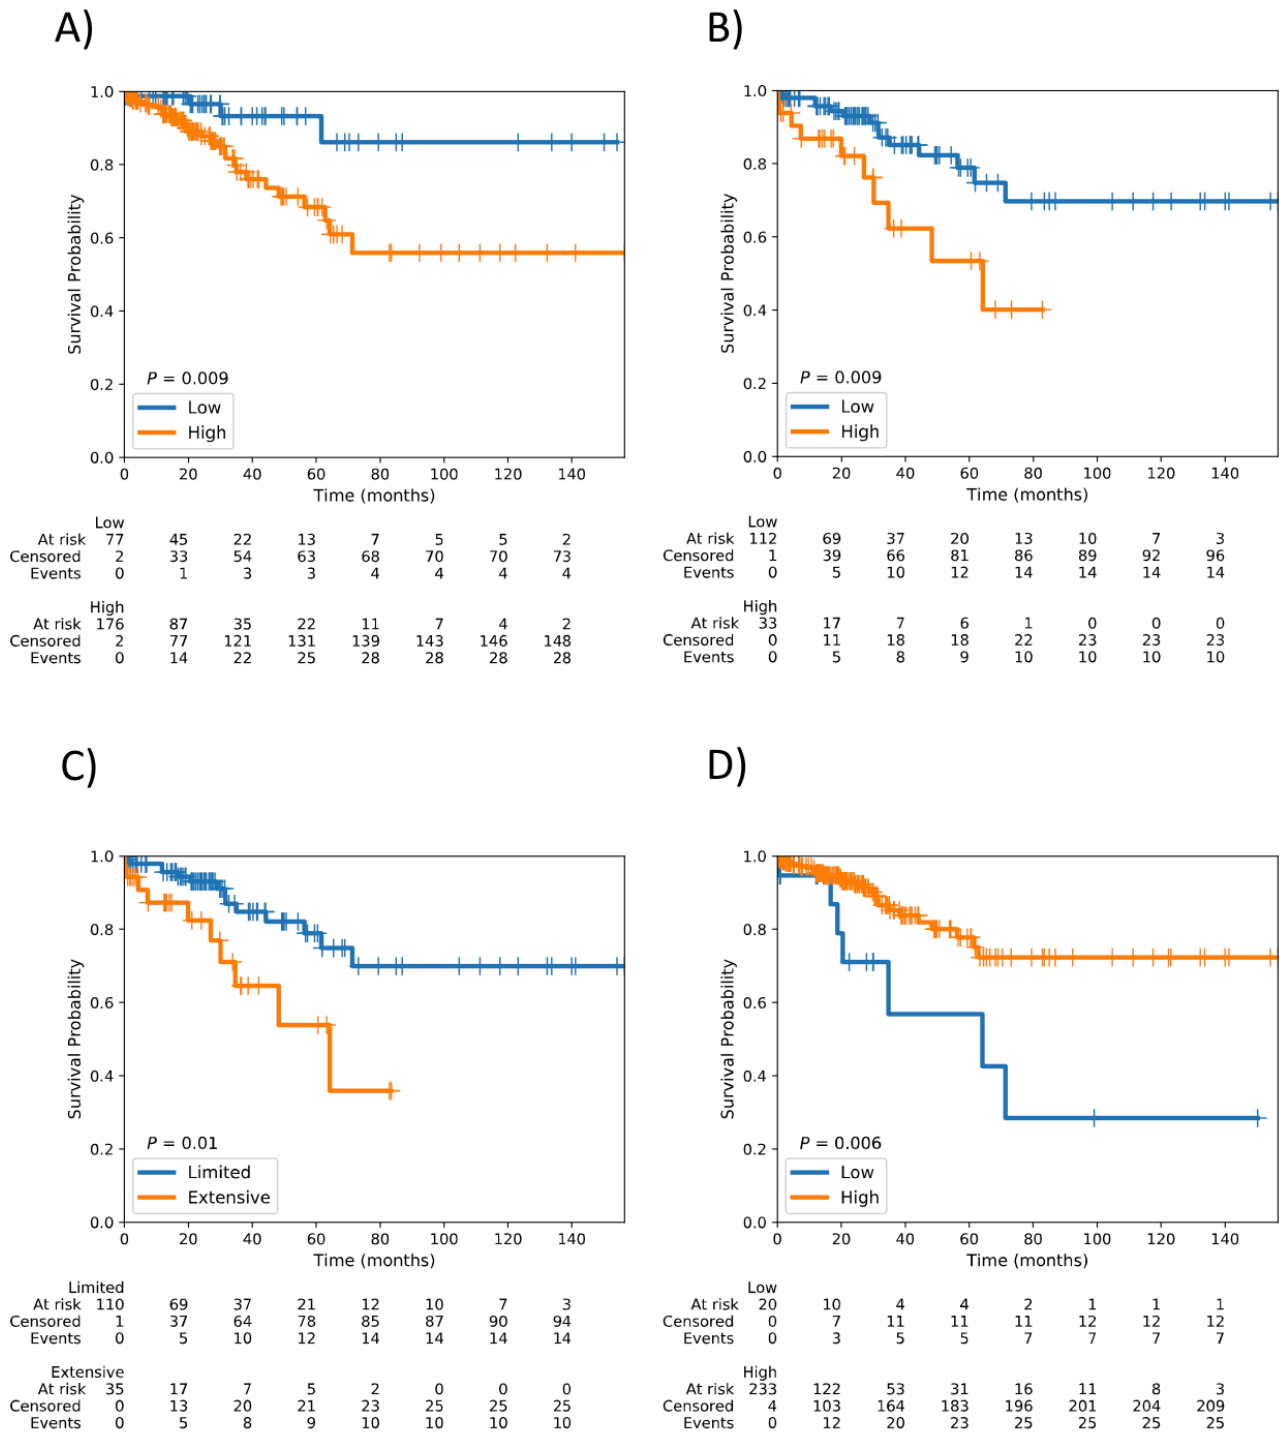 A)
1.0
0.8
0.6
0.4
0.2
0.0
Survival Probability
P = 0.009
Low
High
0 20 40 60 80 100 120 140
Time (months)
Low
At risk 77 45 22 13 7 5 5 2
Censored 2 33 54 63 68 70 70 73
Events 0 1 3 3 4 4 4 4
High
At risk 176 87 35 22 11 7 4 2
Censored 2 77 121 131 139 143 146 148
Events 0 14 22 25 28 28 28 28
B)
1.0
0.8
0.6
0.4
0.2
0.0
Survival Probability
P = 0.009
Low
High
0 20 40 60 80 100 120 140
Time (months)
Low
At risk 112 69 37 20 13 10 7 3
Censored 1 39 66 81 86 89 92 96
Events 0 5 10 12 14 14 14 14
High
At risk 33 17 7 6 1 0 0 0
Censored 0 11 18 18 22 23 23 23
Events 0 5 8 9 10 10 10 10
C)
1.0
0.8
0.6
0.4
0.2
0.0
Survival Probability
P = 0.01
Limited
Extensive
0 20 40 60 80 100 120 140
Time (months)
Limited
At risk 110 69 37 21 12 10 7 3
Censored 1 37 64 78 85 87 90 94
Events 0 5 10 12 14 14 14 14
Extensive
At risk 35 17 7 5 2 0 0 0
Censored 0 13 20 21 23 25 25 25
Events 0 5 8 9 10 10 10 10
D)
1.0
0.8
0.6
0.4
0.2
0.0
Survival Probability
P = 0.006
Low
High
0 20 40 60 80 100 120 140
Time (months)
Low
At risk 20 10 4 4 2 1 1 1
Censored 0 7 11 11 11 12 12 12
Events 0 3 5 5 7 7 7 7
High
At risk 233 122 53 31 16 11 8 3
Censored 4 103 164 183 196 201 204 209
Events 0 12 20 23 25 25 25 25